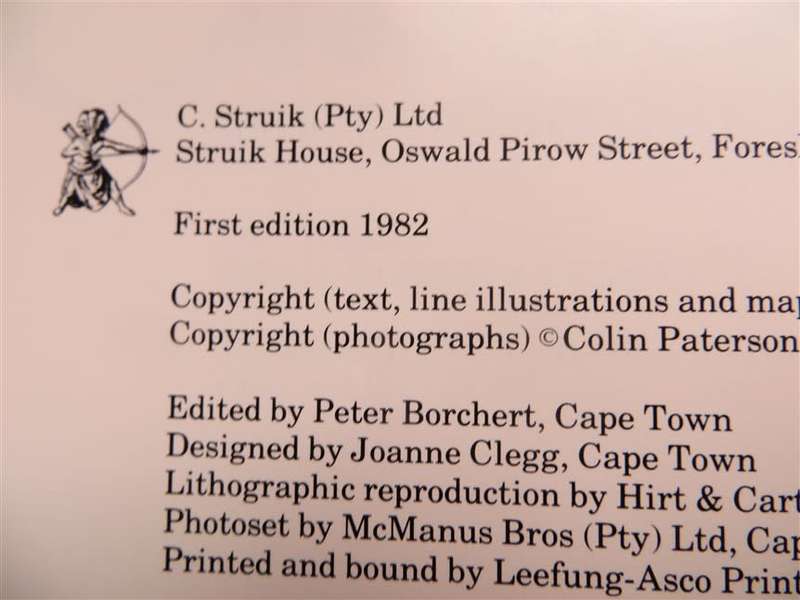 C. Struik (Pty) Ltd
Struik House, Oswald Pirow Street,
First edition 1982
Copyright (text, line illustrations and
Copyright (photographs) © Colin Paterson
Edited by Peter Borchert, Cape Town
Designed by Joanne Clegg, Cape Town
Lithographic reproduction by Hirt &
Photoset by McManus Bros (Pty) Ltd,
Printed and bound by Leefung-Asco